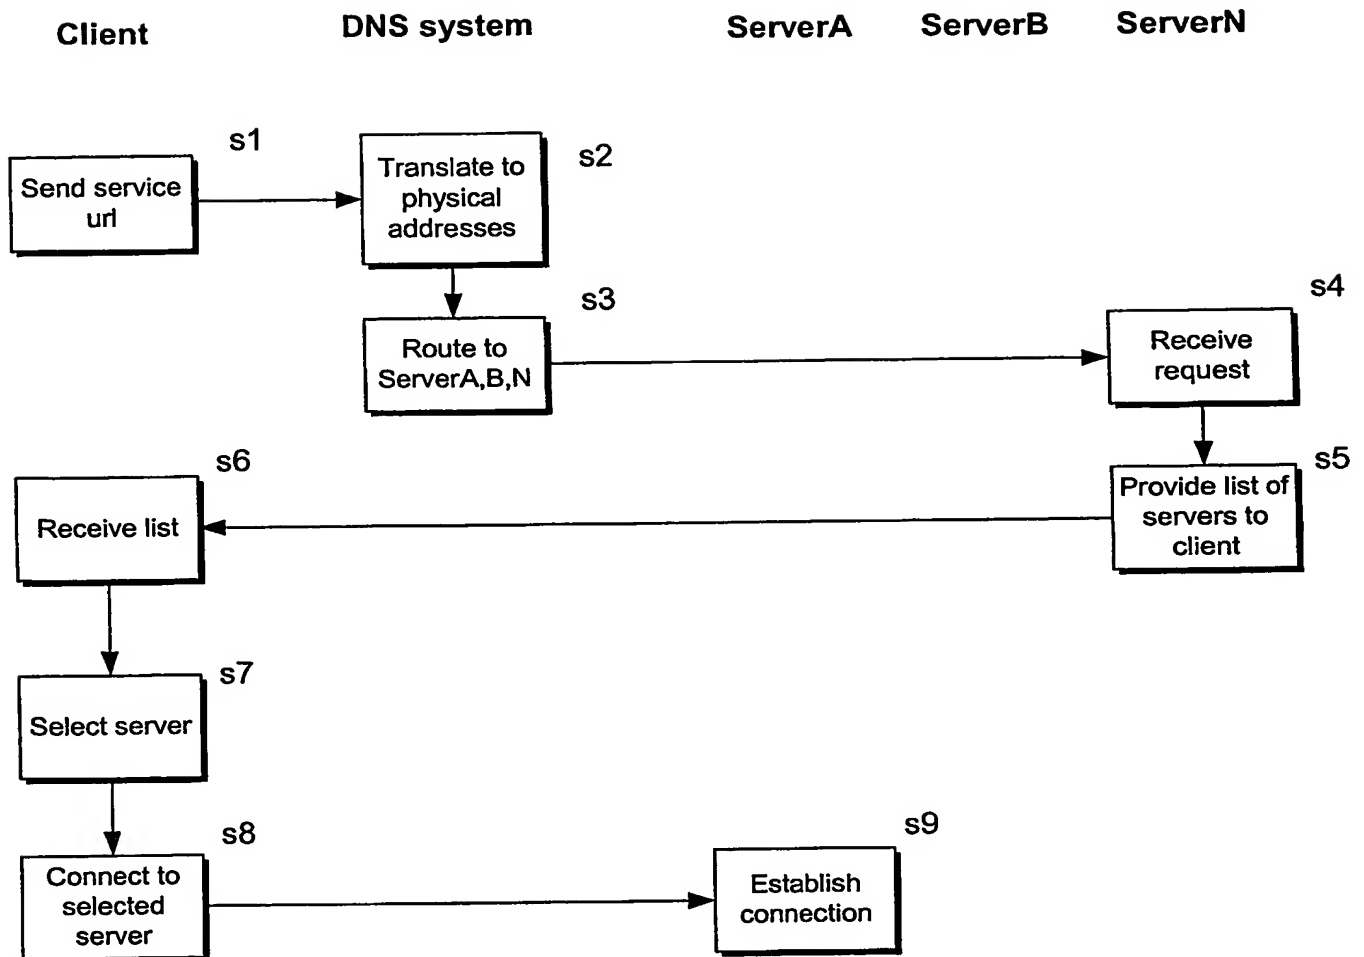 Client
DNS system
ServerA
ServerB
ServerN
s1
Send service
url
s2
Translate to
physical
addresses
s3
Route to
ServerA,B,N
s4
Receive
request
s5
Provide list of
servers to
client
s6
Receive list
s7
Select server
s8
Connect to
selected
server
s9
Establish
connection